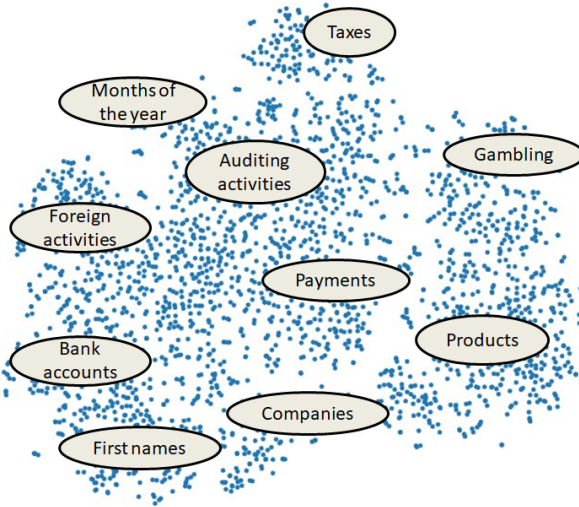 Taxes
Months of
the year
Gambling
Auditing
activities
Foreign
activities
Payments
Products
Bank
accounts
Companies
First names